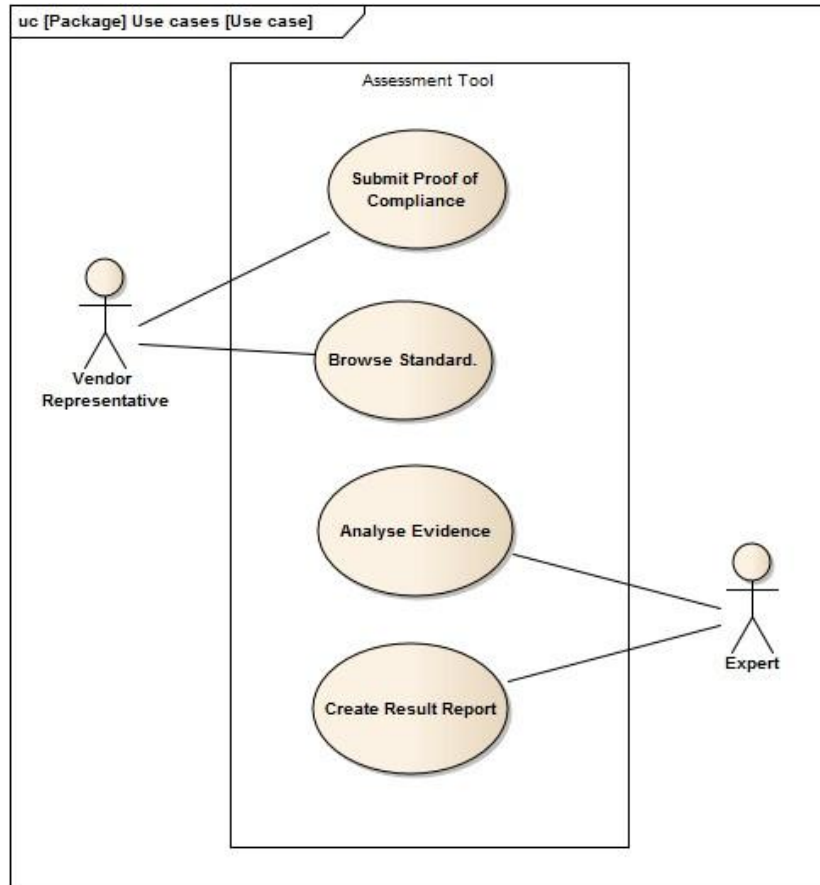 uc [Package] Use cases [Use case]
Assessment Tool
Submit Proof of
Compliance
Vendor
Representative
Browse Standard.
Analyse Evidence
Expert
Create Result Report